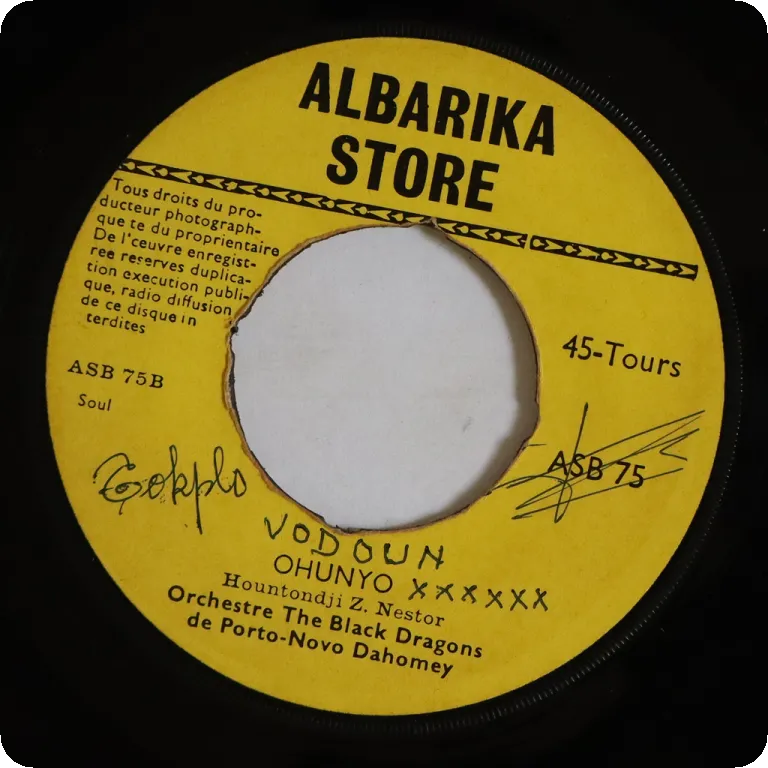 ALBARIKA
STORE
Tous droits du pro-
ducteur photograph-
que te du proprientaire
De l'œuvre enregist-
rée reserves duplica-
tion execution publi-
que, radio diffusion
de ce disque in
terdites
45-Tours
ASB 75B
Soul
ASB 75
Gokplo
VODOUN
OHUNYO xxxxxx
Hountondji Z. Nestor
Orchestre The Black Dragons
de Porto-Novo Dahomey